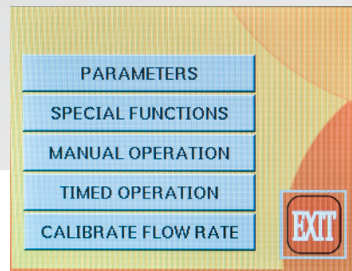 PARAMETERS
SPECIAL FUNCTIONS
MANUAL OPERATION
TIMED OPERATION
CALIBRATE FLOW RATE
EXIT